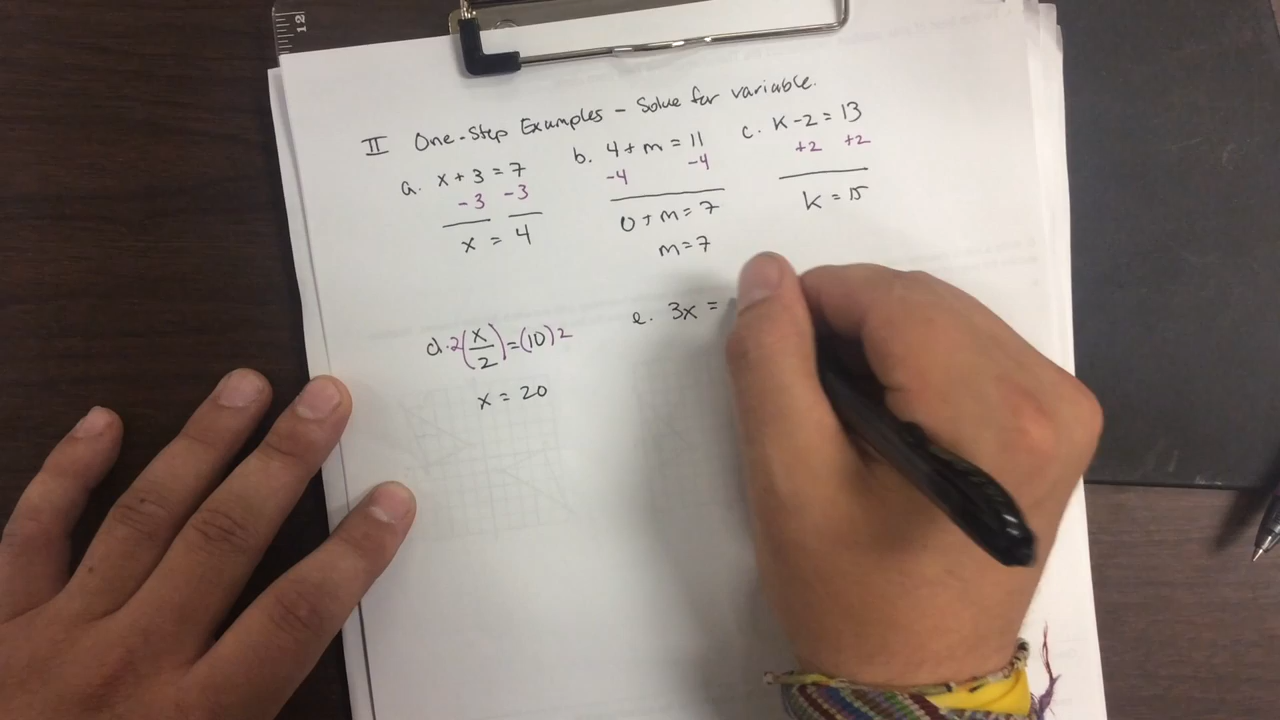 12
II One-Step Examples - Solve for variable.
a. x + 3 = 7
-3 -3
x = 4
b. 4 + m = 11
-4 -4
0 + m = 7
m = 7
c. k - 2 = 13
+2 +2
k = 15
d. 2(x/2) = (10)2
x = 20
e. 3x =